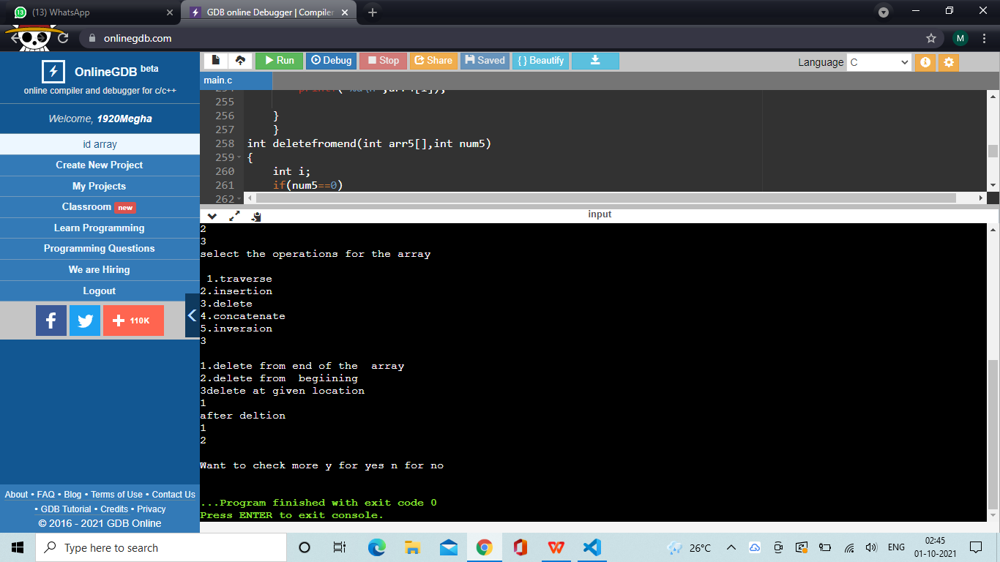 (13) WhatsApp
GDB online Debugger | Compiler
onlinegdb.com
M
OnlineGDB beta
online compiler and debugger for c/c++
Welcome, 1920Megha
id array
Create New Project
My Projects
Classroom new
Learn Programming
Programming Questions
We are Hiring
Logout
110K
About • FAQ • Blog • Terms of Use • Contact Us
• GDB Tutorial • Credits • Privacy
© 2016 - 2021 GDB Online
Run Debug Stop Share Saved { } Beautify
Language C
main.c
255
256 }
257 }
258 int deletefromend(int arr5[],int num5)
259 {
260 int i;
261 if(num5==0)
262
input
2
3
select the operations for the array
1.traverse
2.insertion
3.delete
4.concatenate
5.inversion
3
1.delete from end of the  array
2.delete from  begiining
3delete at given location
1
after deltion
1
2
Want to check more y for yes n for no
...Program finished with exit code 0
Press ENTER to exit console.
Type here to search
26°C
ENG
02:45
01-10-2021